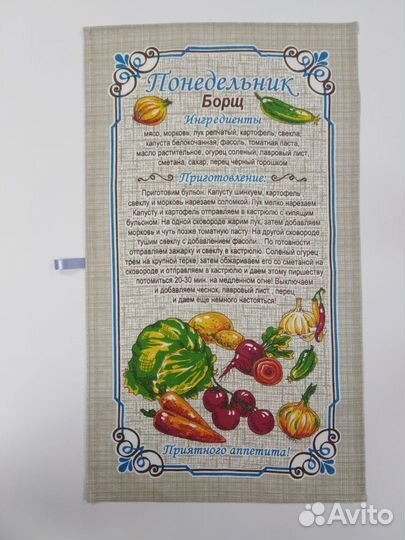 Понедельник
Борщ
Ингредиенты
мясо, морковь, лук репчатый, картофель, свекла,
капуста белокочанная, фасоль, томатная паста,
масло растительное, огурец соленый, лавровый лист,
сметана, сахар, перец черный горошком
Приготовление:
Приготовим бульон. Капусту шинкуем, картофель
свеклу и морковь нарезаем соломкой. Лук мелко нарезаем.
Капусту и картофель отправляем в кастрюлю с кипящим
бульоном. На одной сковороде жарим лук, затем добавляем
морковь и чуть позже томатную пасту. На другой сковороде
тушим свеклу с добавлением фасоли. По готовности
отправляем зажарку и свеклу в кастрюлю. Соленый огурец
трем на крупной терке, затем обжариваем его со сметаной на
сковороде и отправляем в кастрюлю и даем этому пиршеству
потомиться 20-30 мин. на медленном огне! Выключаем
и добавляем чеснок, лавровый лист , перец
и даем еще немного настояться!
Приятного аппетита!
Avito